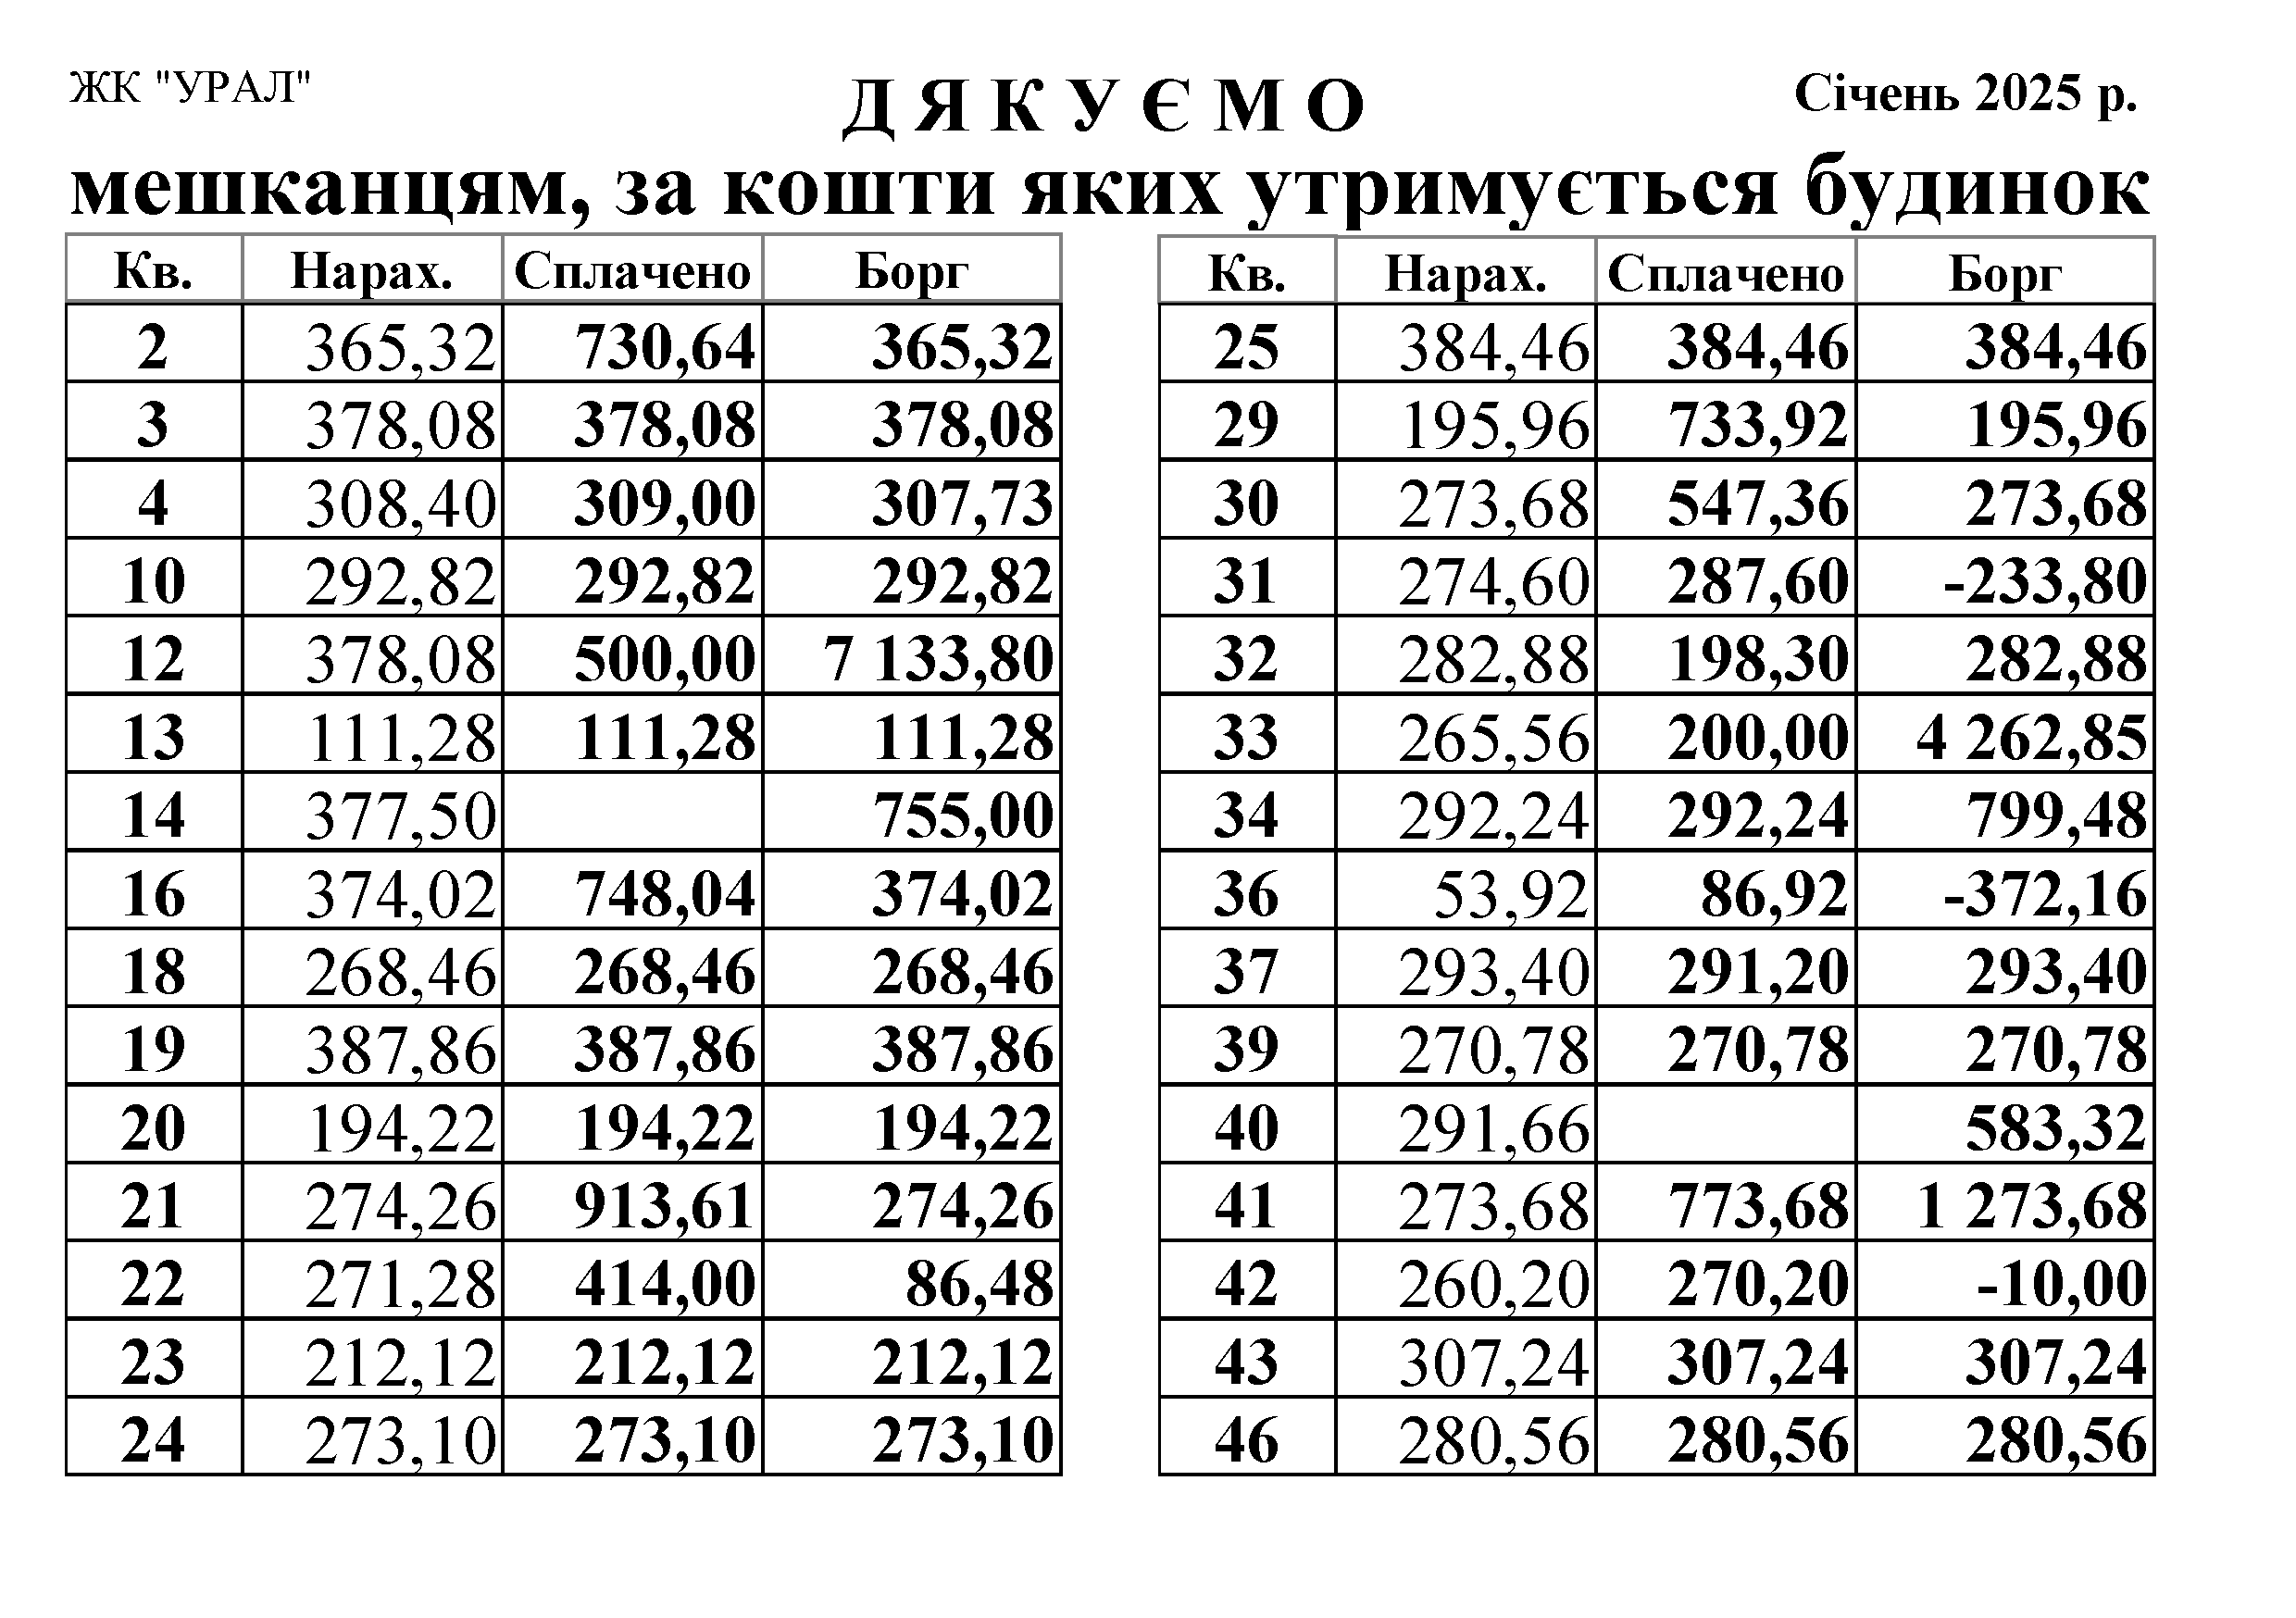 ЖК "УРАЛ"
Д Я К У Є М О
Січень 2025 р.
мешканцям, за кошти яких утримується будинок
Кв. Нарах. Сплачено Борг
2 365,32 730,64 365,32
3 378,08 378,08 378,08
4 308,40 309,00 307,73
10 292,82 292,82 292,82
12 378,08 500,00 7 133,80
13 111,28 111,28 111,28
14 377,50 755,00
16 374,02 748,04 374,02
18 268,46 268,46 268,46
19 387,86 387,86 387,86
20 194,22 194,22 194,22
21 274,26 913,61 274,26
22 271,28 414,00 86,48
23 212,12 212,12 212,12
24 273,10 273,10 273,10
Кв. Нарах. Сплачено Борг
25 384,46 384,46 384,46
29 195,96 733,92 195,96
30 273,68 547,36 273,68
31 274,60 287,60 -233,80
32 282,88 198,30 282,88
33 265,56 200,00 4 262,85
34 292,24 292,24 799,48
36 53,92 86,92 -372,16
37 293,40 291,20 293,40
39 270,78 270,78 270,78
40 291,66 583,32
41 273,68 773,68 1 273,68
42 260,20 270,20 -10,00
43 307,24 307,24 307,24
46 280,56 280,56 280,56